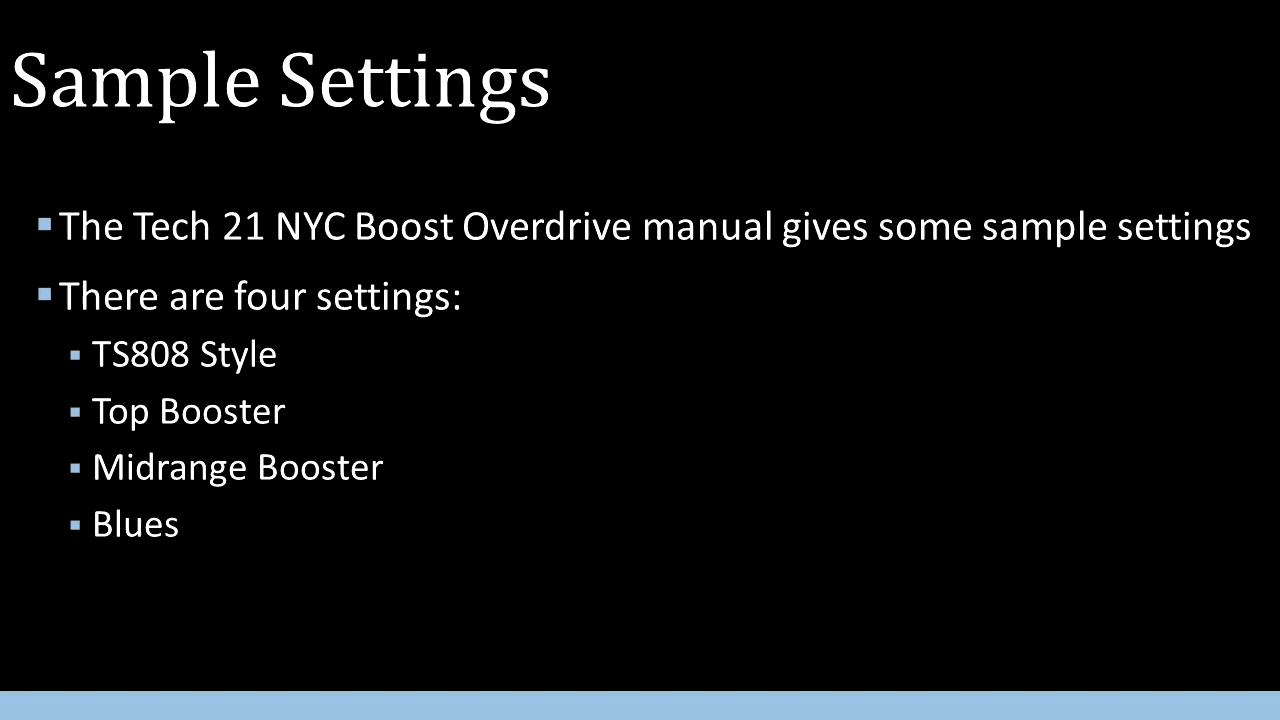 Sample Settings
The Tech 21 NYC Boost Overdrive manual gives some sample settings
There are four settings:
TS808 Style
Top Booster
Midrange Booster
Blues